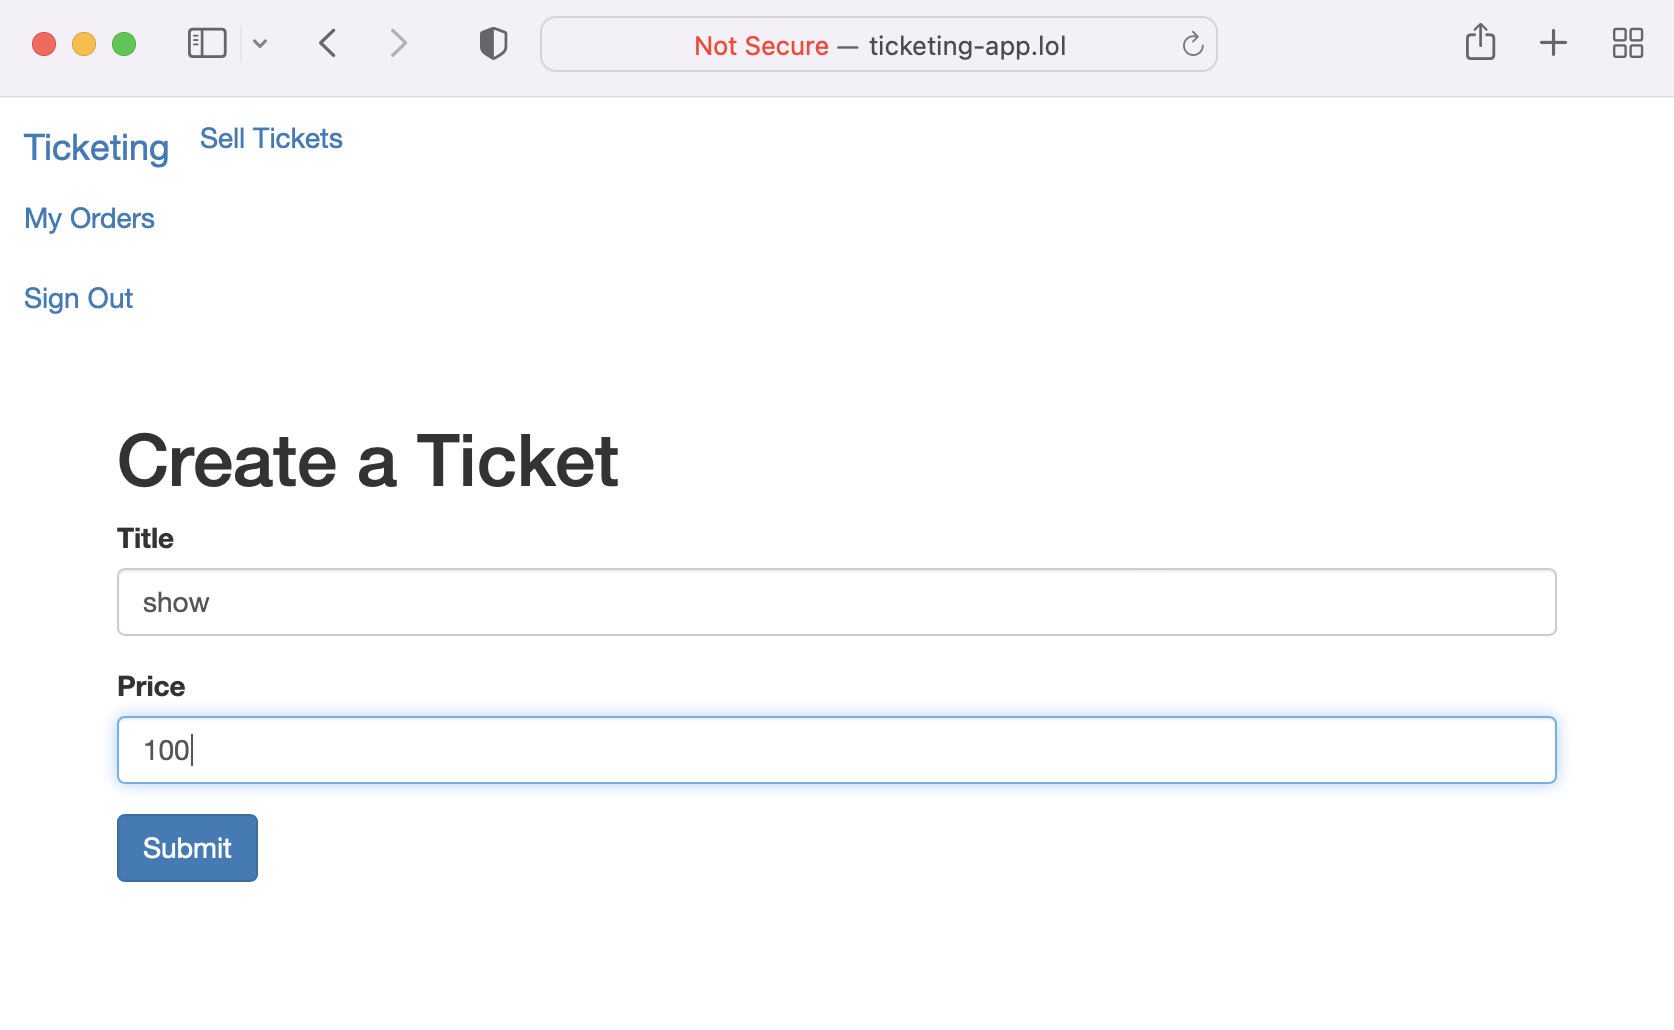 Not Secure — ticketing-app.lol
Ticketing Sell Tickets
My Orders
Sign Out
Create a Ticket
Title
show
Price
100
Submit